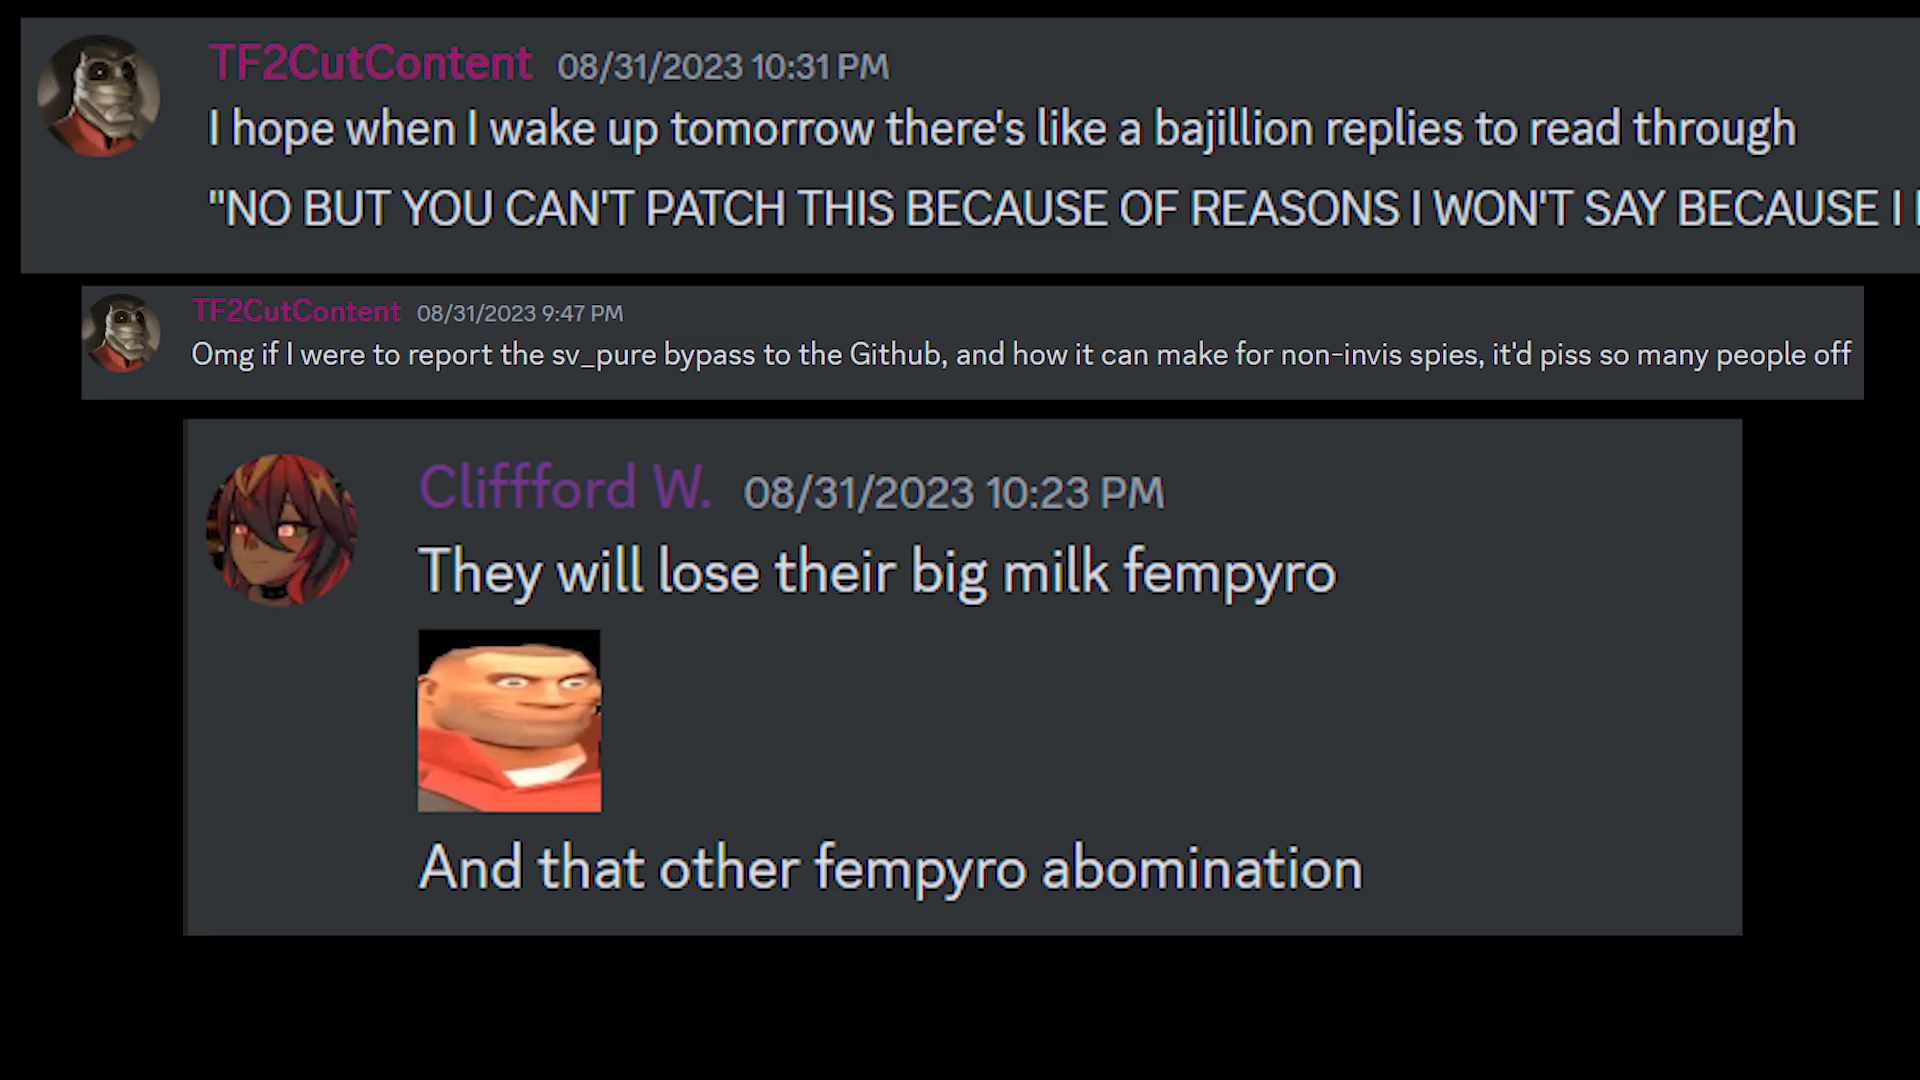 TF2CutContent 08/31/2023 10:31 PM
I hope when I wake up tomorrow there's like a bajillion replies to read through
"NO BUT YOU CAN'T PATCH THIS BECAUSE OF REASONS I WON'T SAY BECAUSE I
TF2CutContent 08/31/2023 9:47 PM
Omg if I were to report the sv_pure bypass to the Github, and how it can make for non-invis spies, it'd piss so many people off
Cliffford W. 08/31/2023 10:23 PM
They will lose their big milk fempyro
And that other fempyro abomination